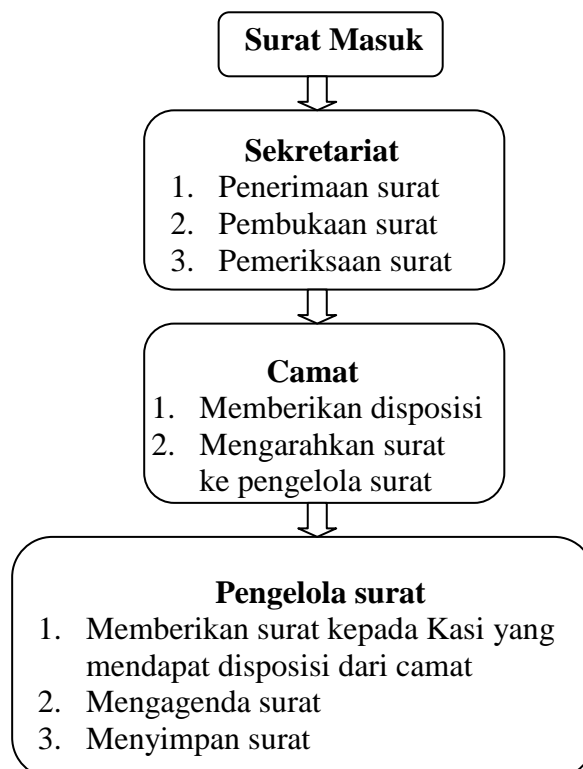 Surat Masuk
Sekretariat
1. Penerimaan surat
2. Pembukaan surat
3. Pemeriksaan surat
Camat
1. Memberikan disposisi
2. Mengarahkan surat
ke pengelola surat
Pengelola surat
1. Memberikan surat kepada Kasi yang
mendapat disposisi dari camat
2. Mengagenda surat
3. Menyimpan surat